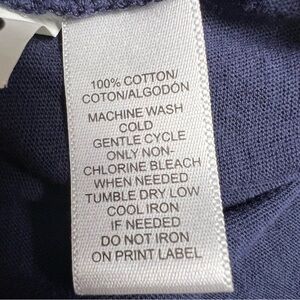 100% COTTON/
COTON/ALGODÓN
MACHINE WASH
COLD
GENTLE CYCLE
ONLY NON-
CHLORINE BLEACH
WHEN NEEDED
TUMBLE DRY LOW
COOL IRON
IF NEEDED
DO NOT IRON
ON PRINT LABEL